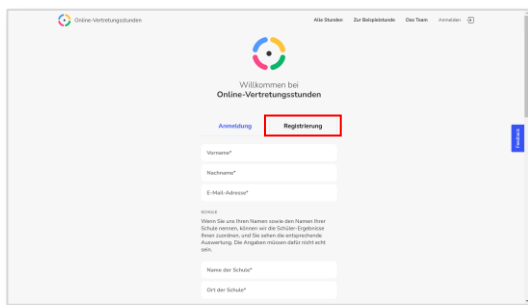 Online-Vertretungsstunden
Alle Stunden Zur Beispielstunde Das Team Anmelden
Willkommen bei
Online-Vertretungsstunden
Anmeldung Registrierung
Vorname*
Nachname*
E-Mail-Adresse*
SCHULE
Wenn Sie uns Ihren Namen sowie den Namen Ihrer
Schule nennen, können wir die Schüler-Ergebnisse
Ihnen zuordnen, und Sie sehen die entsprechende
Auswertung. Die Angaben müssen dafür nicht echt
sein.
Name der Schule*
Ort der Schule*
Feedback